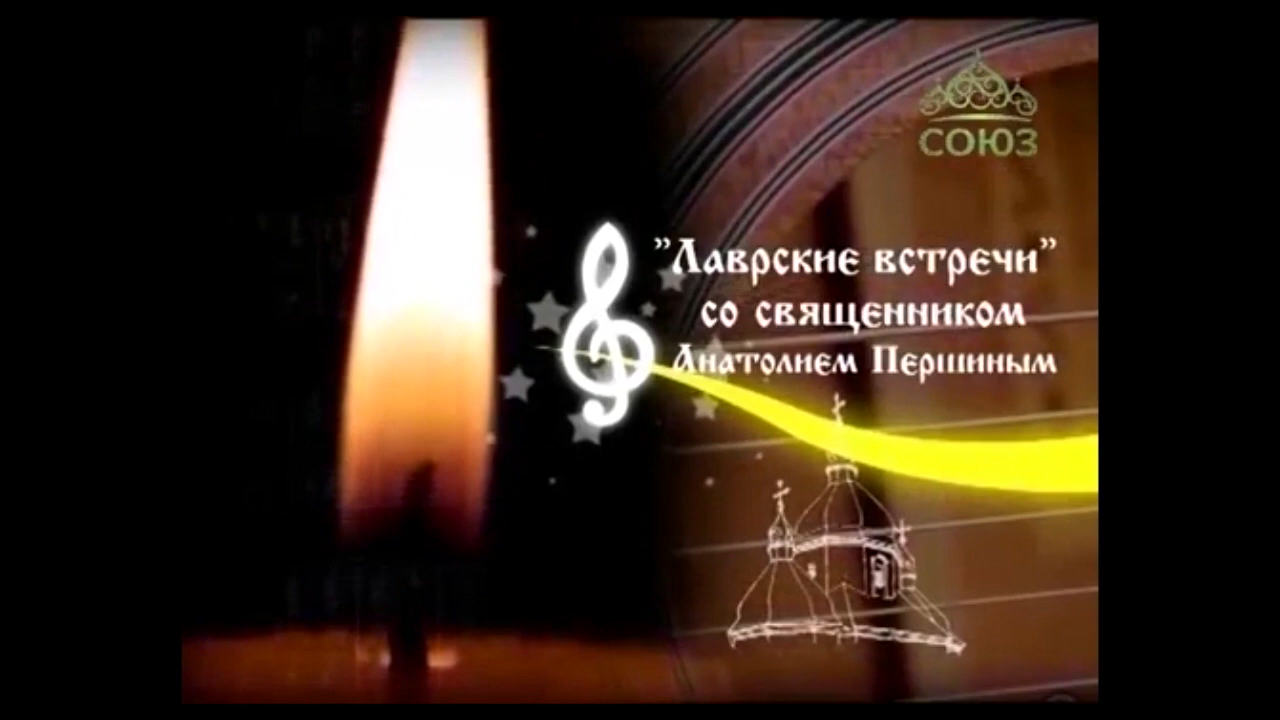 СОЮЗ
"Лаврские встречи"
со священником
Анатолием Першиным